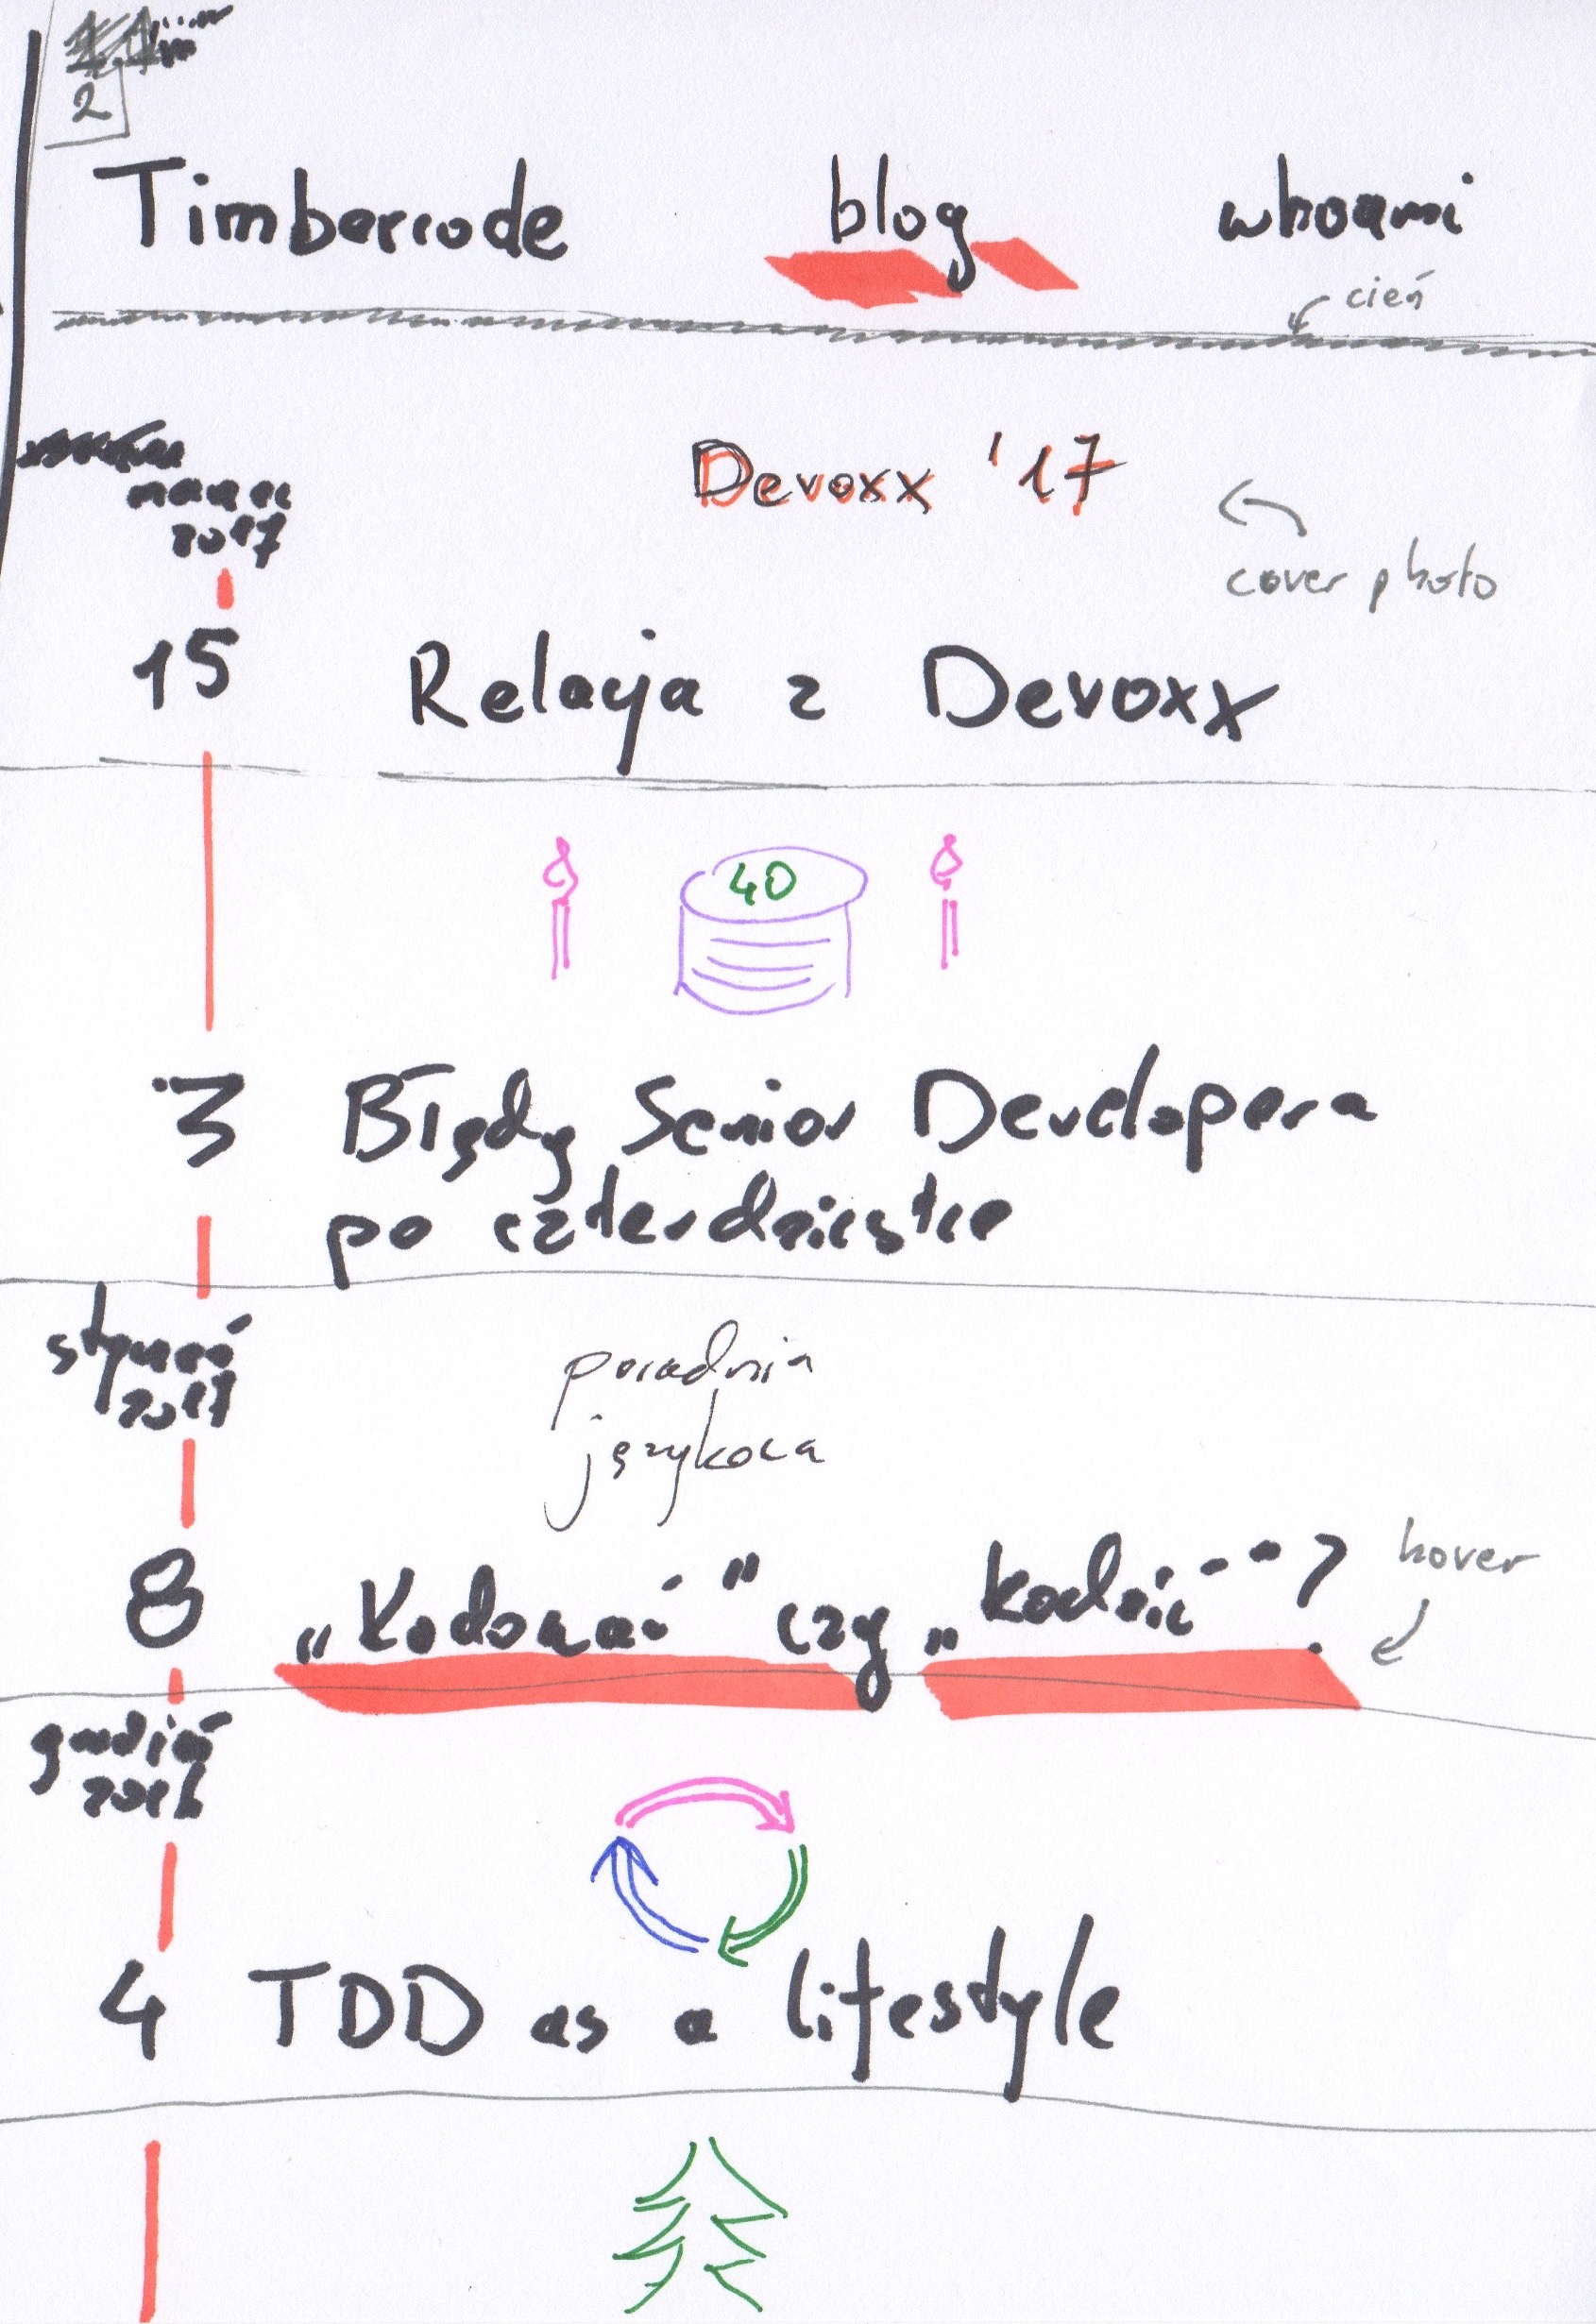 2
Timbercode blog whoami
cień
marzec
2017
Devoxx '17
cover photo
15 Relacja z Devoxx
40
3 Błędy Senior Developera
po czterdziestce
styczeń
2017
poradnia
językowa
8 „Kodować” czy „kodzić”?
hover
grudzień
2016
4 TDD as a lifestyle